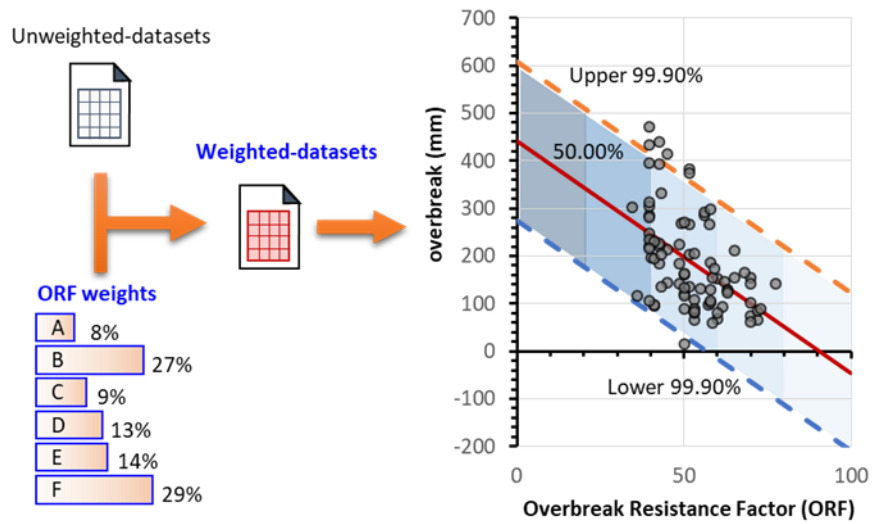 Unweighted-datasets
Weighted-datasets
ORF weights
A 8%
B 27%
C 9%
D 13%
E 14%
F 29%
overbreak (mm)
700
600
500
400
300
200
100
0
-100
-200
Upper 99.90%
50.00%
Lower 99.90%
0 50 100
Overbreak Resistance Factor (ORF)